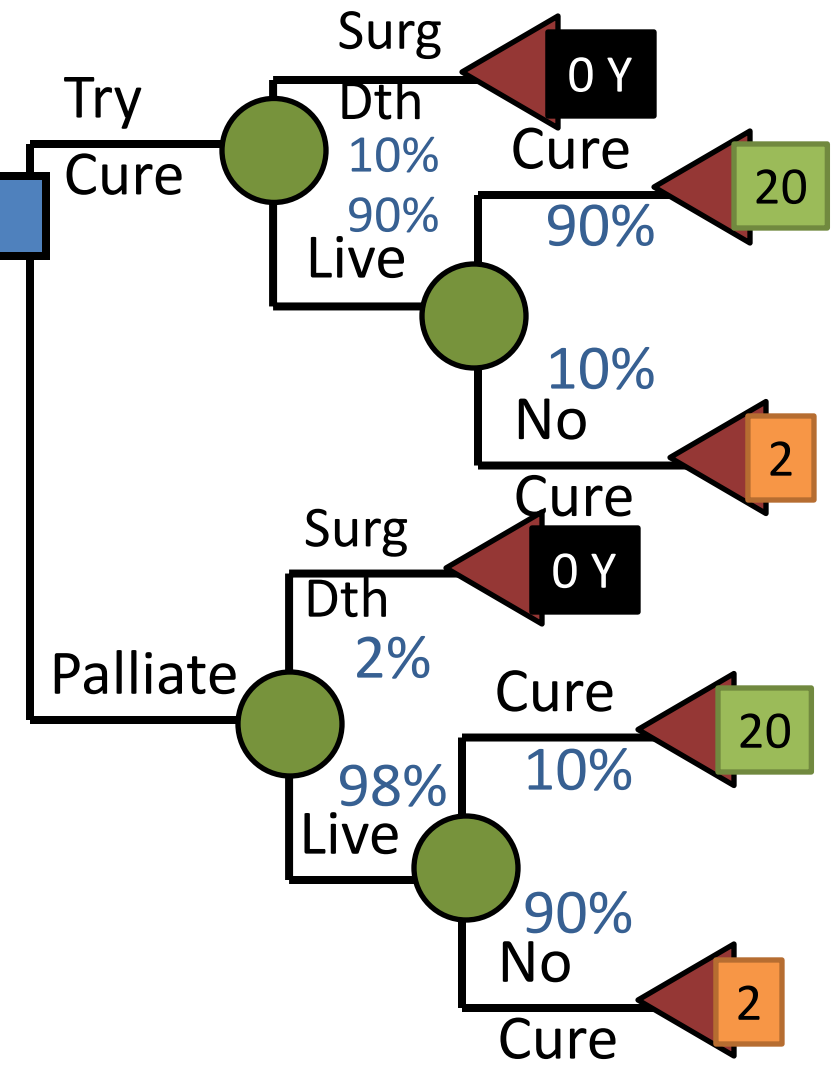 Surg
0 Y
Try
Dth
Cure
10%
Cure
20
90%
90%
Live
10%
No
2
Cure
Surg
0 Y
Dth
2%
Palliate
Cure
20
10%
98%
Live
90%
No
2
Cure